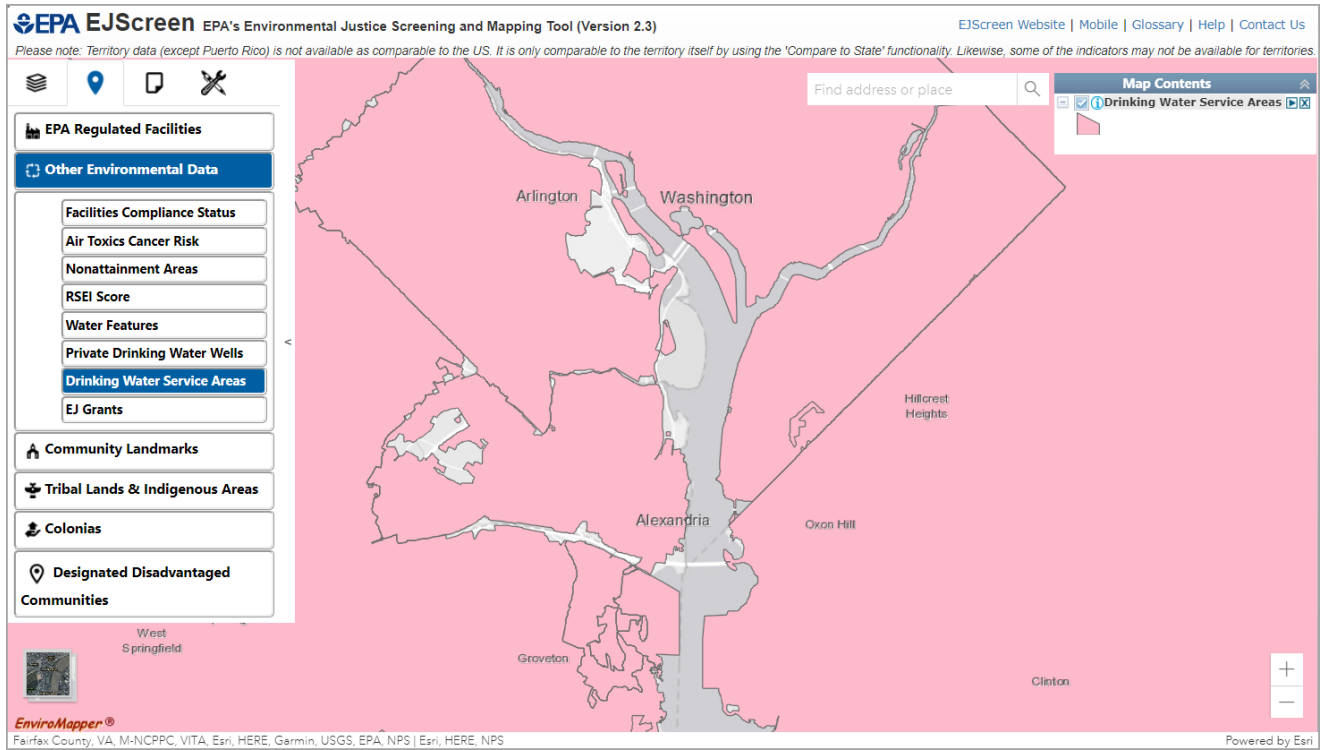 EPA EJScreen EPA's Environmental Justice Screening and Mapping Tool (Version 2.3)
EJScreen Website | Mobile | Glossary | Help | Contact Us
Please note: Territory data (except Puerto Rico) is not available as comparable to the US. It is only comparable to the territory itself by using the 'Compare to State' functionality. Likewise, some of the indicators may not be available for territories.
Find address or place
Map Contents
Drinking Water Service Areas
EPA Regulated Facilities
Other Environmental Data
Facilities Compliance Status
Air Toxics Cancer Risk
Nonattainment Areas
RSEI Score
Water Features
Private Drinking Water Wells
Drinking Water Service Areas
EJ Grants
Community Landmarks
Tribal Lands & Indigenous Areas
Colonias
Designated Disadvantaged
Communities
<
Arlington
Washington
Hillcrest
Heights
Alexandria
Oxon Hill
West
Springfield
Groveton
Clinton
+
−
EnviroMapper ®
Fairfax County, VA, M-NCPPC, VITA, Esri, HERE, Garmin, USGS, EPA, NPS | Esri, HERE, NPS
Powered by Esri